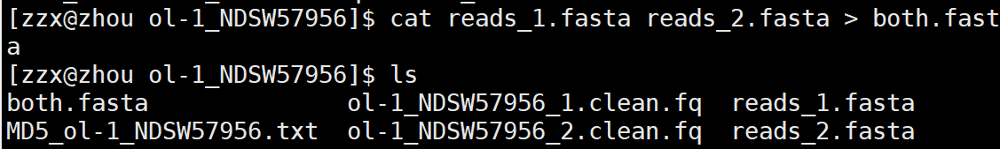 [zzx@zhou ol-1_NDSW57956]$ cat reads_1.fasta reads_2.fasta > both.fast
a
[zzx@zhou ol-1_NDSW57956]$ ls
both.fasta ol-1_NDSW57956_1.clean.fq reads_1.fasta
MD5_ol-1_NDSW57956.txt ol-1_NDSW57956_2.clean.fq reads_2.fasta